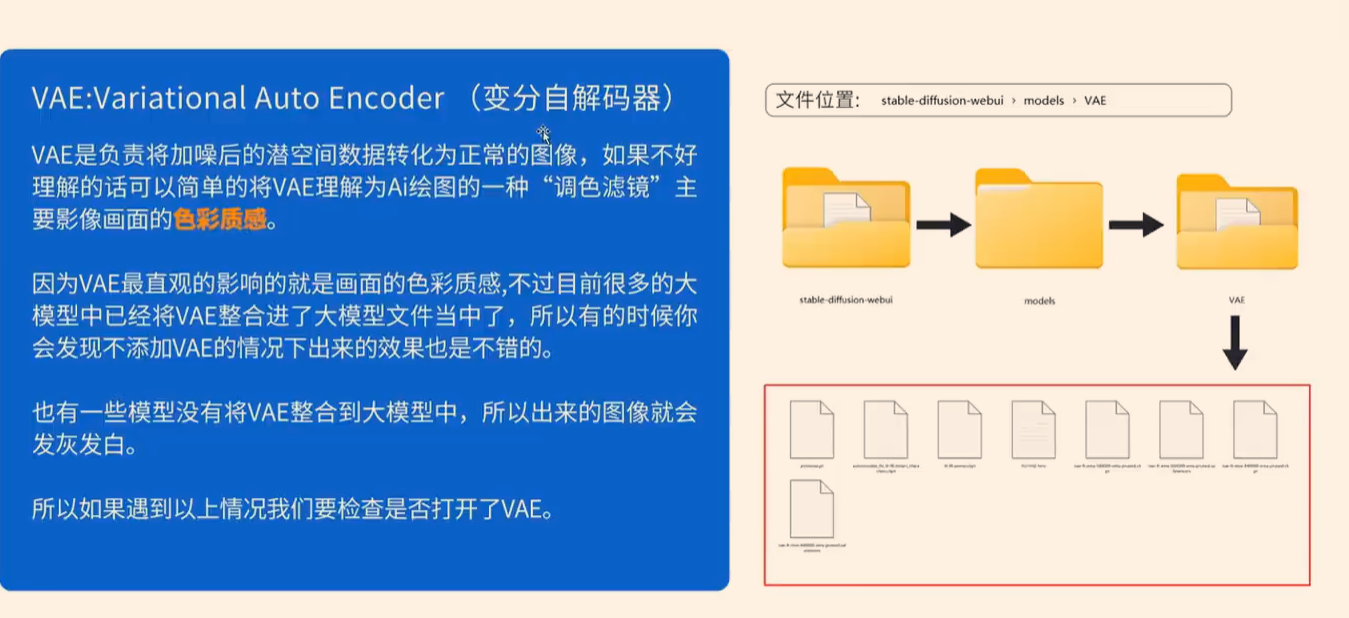 VAE:Variational Auto Encoder （变分自解码器）
VAE是负责将加噪后的潜空间数据转化为正常的图像，如果不好
理解的话可以简单的将VAE理解为Ai绘图的一种“调色滤镜”主
要影像画面的色彩质感。
因为VAE最直观的影响的就是画面的色彩质感,不过目前很多的大
模型中已经将VAE整合进了大模型文件当中了，所以有的时候你
会发现不添加VAE的情况下出来的效果也是不错的。
也有一些模型没有将VAE整合到大模型中，所以出来的图像就会
发灰发白。
所以如果遇到以上情况我们要检查是否打开了VAE。
文件位置: stable-diffusion-webui › models › VAE
stable-diffusion-webui
models
VAE